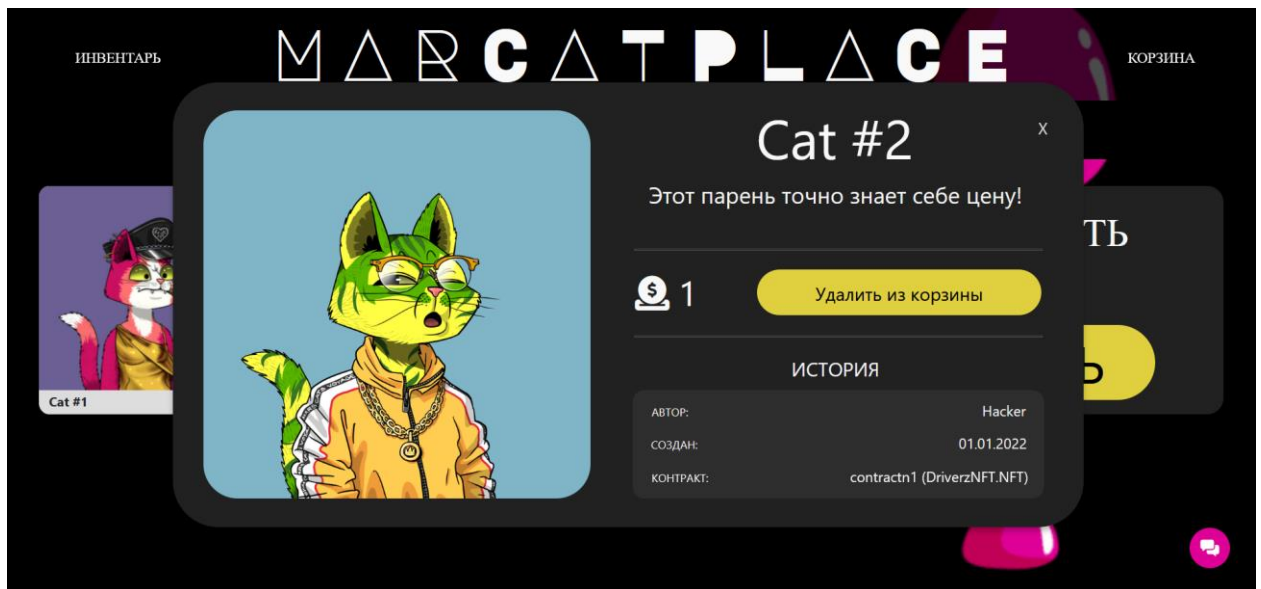 ИНВЕНТАРЬ
MARCATPLACE
КОРЗИНА
Cat #2
X
Этот парень точно знает себе цену!
1
Удалить из корзины
ИСТОРИЯ
АВТОР: Hacker
СОЗДАН: 01.01.2022
КОНТРАКТ: contractn1 (DriverzNFT.NFT)
Cat #1
ТЬ
Ь